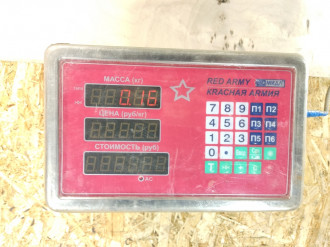 МАССА (кг)
0.16
ЦЕНА (руб/кг)
СТОИМОСТЬ (руб)
RED ARMY
КРАСНАЯ АРМИЯ
7 8 9 П1 П2
4 5 6 П3 П4
1 2 3 П5 П6
0